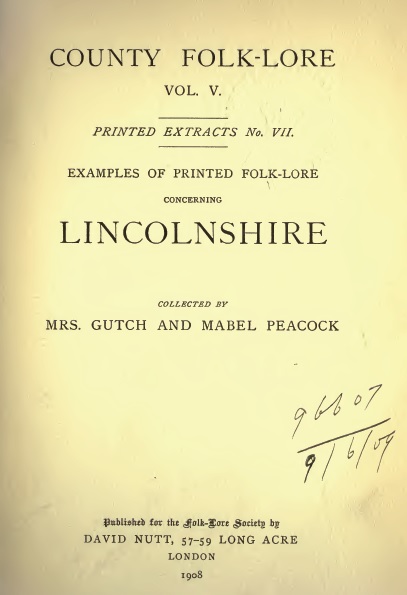 COUNTY FOLK-LORE
VOL. V.
PRINTED EXTRACTS No. VII.
EXAMPLES OF PRINTED FOLK-LORE
CONCERNING
LINCOLNSHIRE
COLLECTED BY
MRS. GUTCH AND MABEL PEACOCK
96607
9/6/09
Published for the Folk-Lore Society by
DAVID NUTT, 57-59 LONG ACRE
LONDON
1908